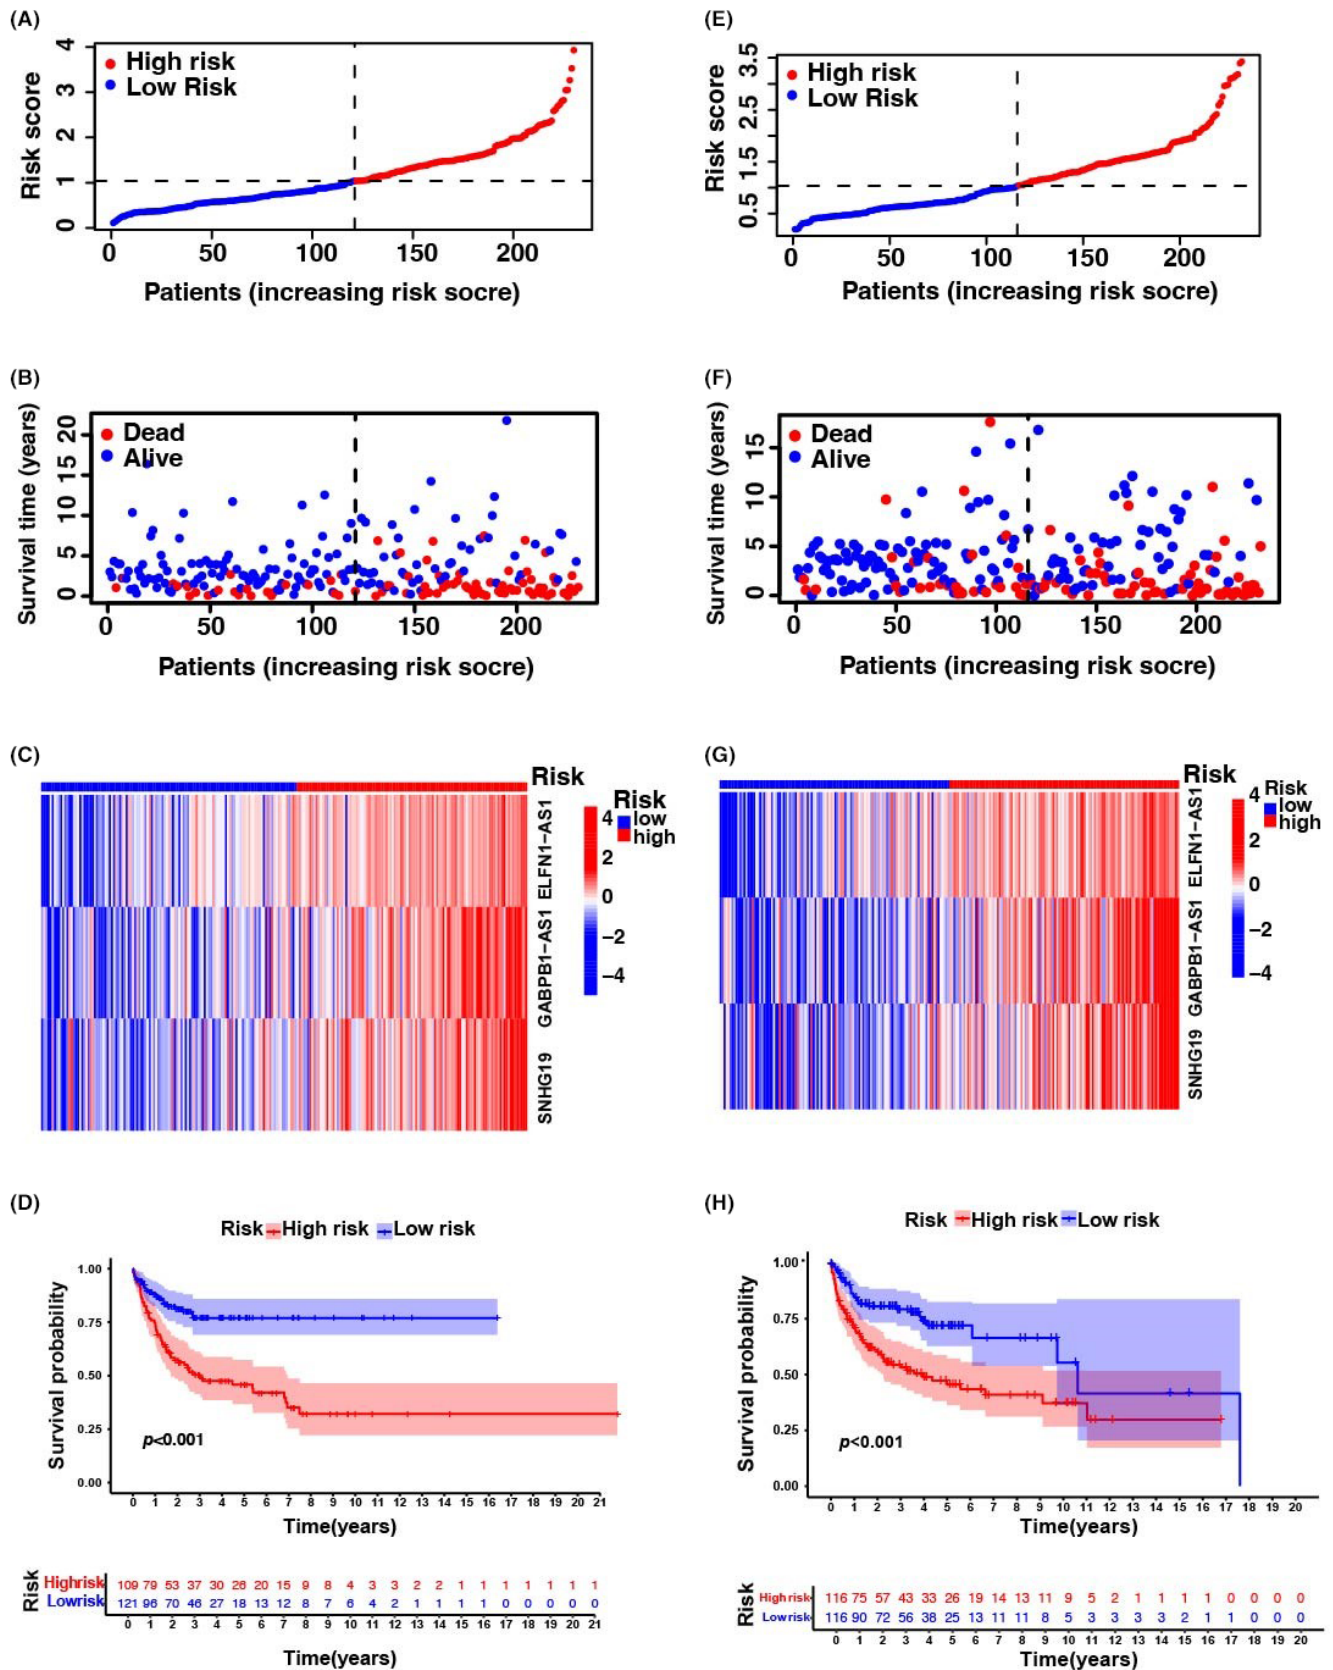 (A)
Risk score
4
3
2
1
0
High risk
Low Risk
0 50 100 150 200
Patients (increasing risk socre)
(E)
Risk score
3.5
2.5
1.5
0.5
High risk
Low Risk
0 50 100 150 200
Patients (increasing risk socre)
(B)
Survival time (years)
20
15
10
5
0
Dead
Alive
0 50 100 150 200
Patients (increasing risk socre)
(F)
Survival time (years)
15
10
5
0
Dead
Alive
0 50 100 150 200
Patients (increasing risk socre)
(C)
Risk
ELFN1-AS1
GABPB1-AS1
SNHG19
4
2
0
-2
-4
Risk
low
high
(G)
Risk
ELFN1-AS1
GABPB1-AS1
SNHG19
4
2
0
-2
-4
Risk
low
high
(D)
Risk High risk Low risk
Survival probability
1.00
0.75
0.50
0.25
0.00
p<0.001
0 1 2 3 4 5 6 7 8 9 10 11 12 13 14 15 16 17 18 19 20 21
Time(years)
Risk
Highrisk 109 79 53 37 30 26 20 15 9 8 4 3 3 2 2 1 1 1 1 1 1 1
Lowrisk 121 96 70 46 27 18 13 12 8 7 6 4 2 1 1 1 1 0 0 0 0 0
0 1 2 3 4 5 6 7 8 9 10 11 12 13 14 15 16 17 18 19 20 21
Time(years)
(H)
Risk High risk Low risk
Survival probability
1.00
0.75
0.50
0.25
0.00
p<0.001
0 1 2 3 4 5 6 7 8 9 10 11 12 13 14 15 16 17 18 19 20
Time(years)
Risk
High risk 116 75 57 43 33 26 19 14 13 11 9 5 2 1 1 1 1 0 0 0 0
Low risk 116 90 72 56 38 25 13 11 11 8 5 3 3 3 3 2 1 1 0 0 0
0 1 2 3 4 5 6 7 8 9 10 11 12 13 14 15 16 17 18 19 20
Time(years)